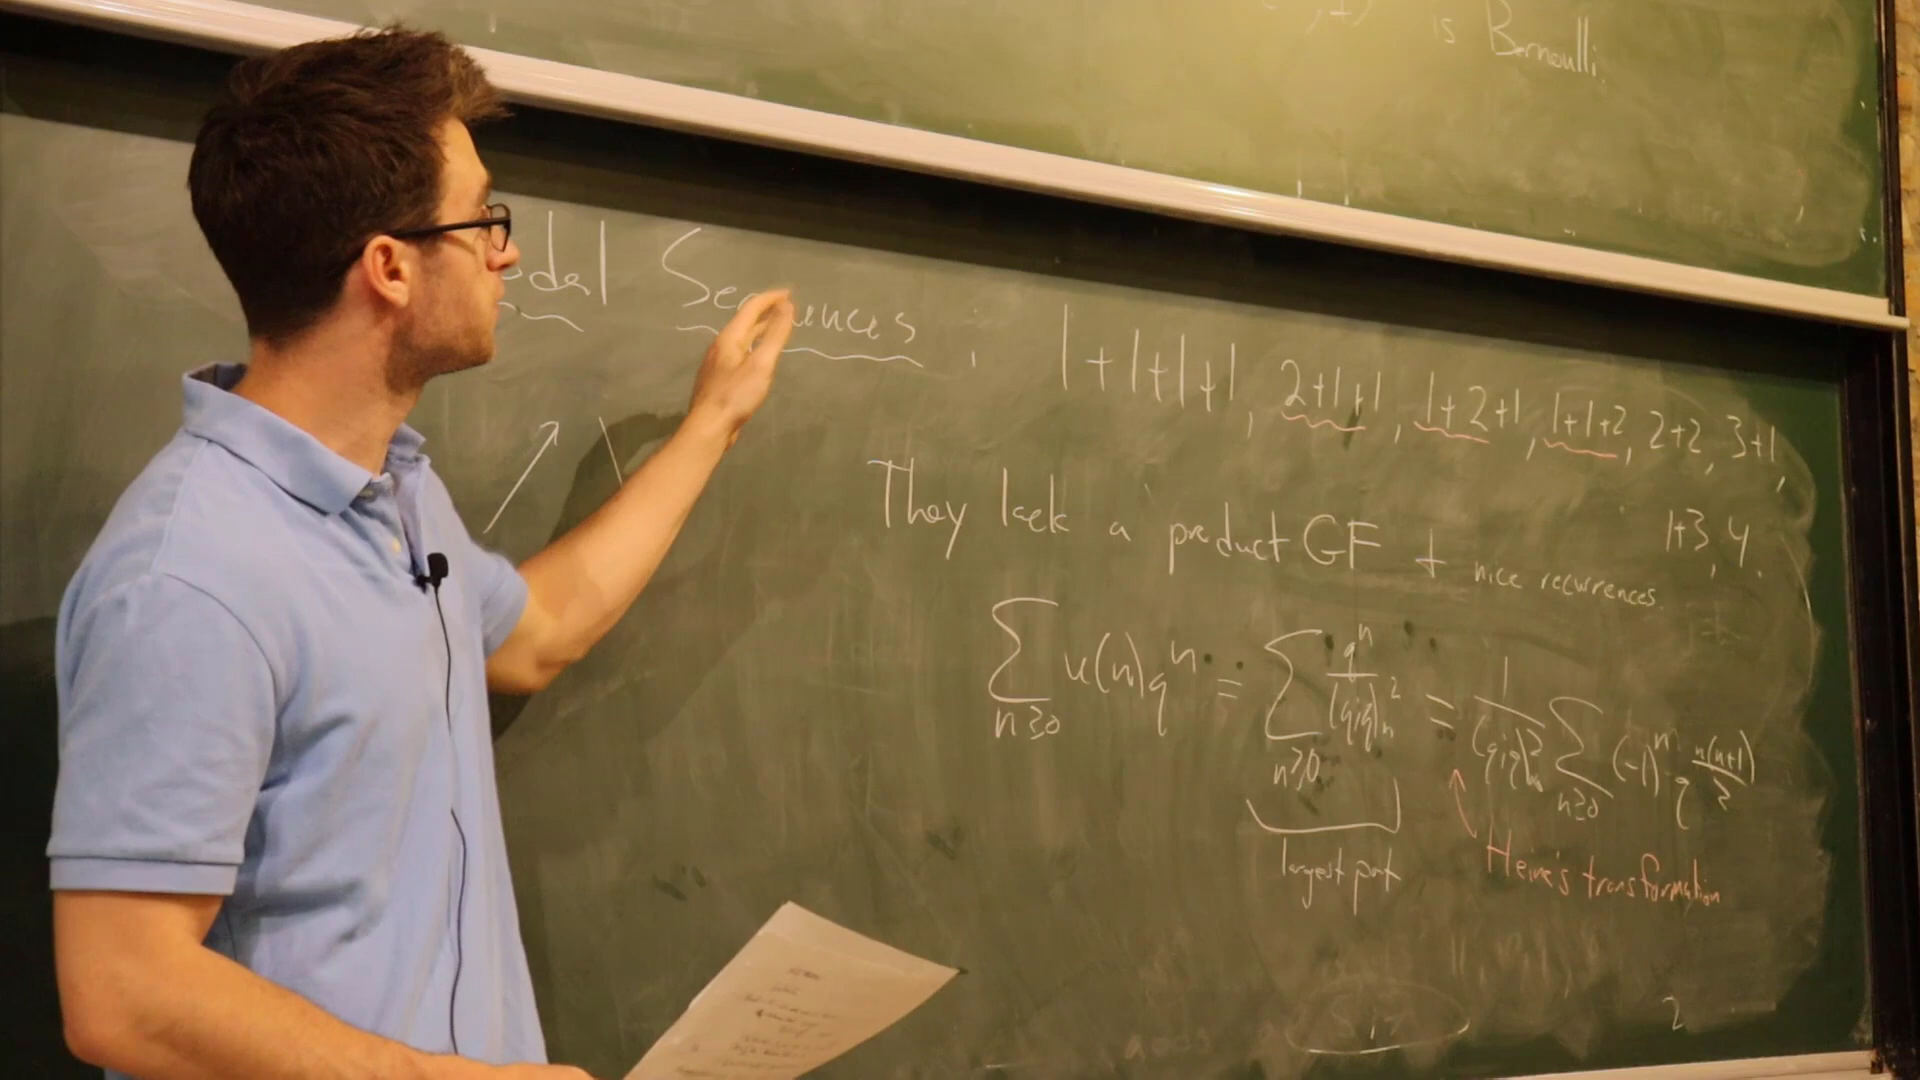 is Bernoulli.
odal Sequences : 1+1+1+1, 2+1+1, 1+2+1, 1+1+2, 2+2, 3+1,
1+3, 4.
They lack a product GF + nice recurrences.
∑_{n≥0} u(n)q^n = ∑_{n≥0} q^n/(q;q)_n^2 = 1/(q;q)_∞^2 ∑_{n≥0} (-1)^n q^{n(n+1)/2}
largest part
Heine's transformation
2